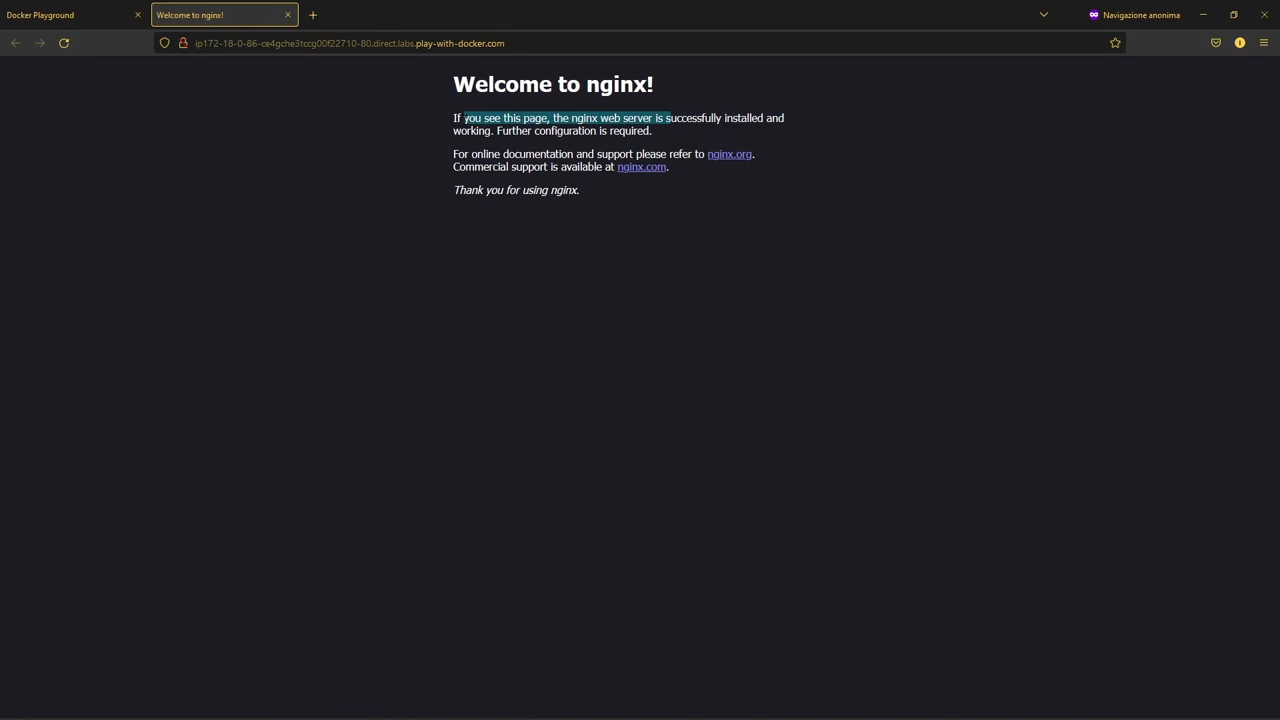 Docker Playground
Welcome to nginx!
Navigazione anonima
ip172-18-0-86-ce4gche3tccg00f22710-80.direct.labs.play-with-docker.com
I
Welcome to nginx!
If you see this page, the nginx web server is successfully installed and
working. Further configuration is required.
For online documentation and support please refer to nginx.org.
Commercial support is available at nginx.com.
Thank you for using nginx.